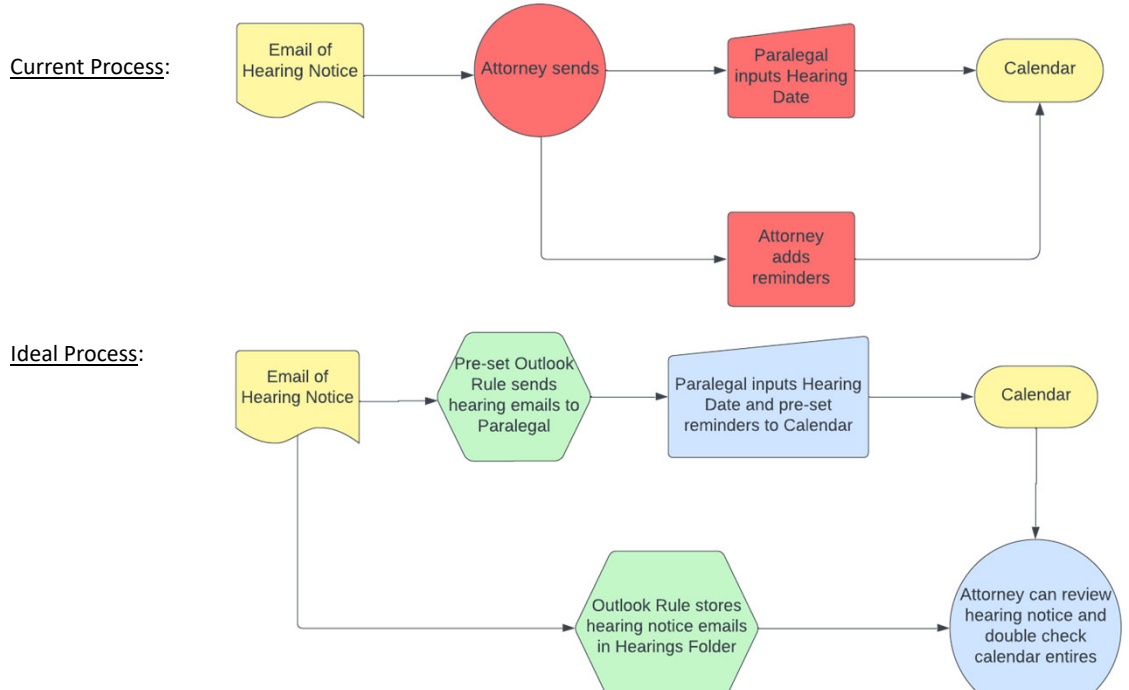 Current Process:
Email of
Hearing Notice
Attorney sends
Paralegal
inputs Hearing
Date
Calendar
Attorney
adds
reminders
Ideal Process:
Email of
Hearing Notice
Pre-set Outlook
Rule sends
hearing emails to
Paralegal
Paralegal inputs Hearing
Date and pre-set
reminders to Calendar
Calendar
Outlook Rule stores
hearing notice emails
in Hearings Folder
Attorney can review
hearing notice and
double check
calendar entires